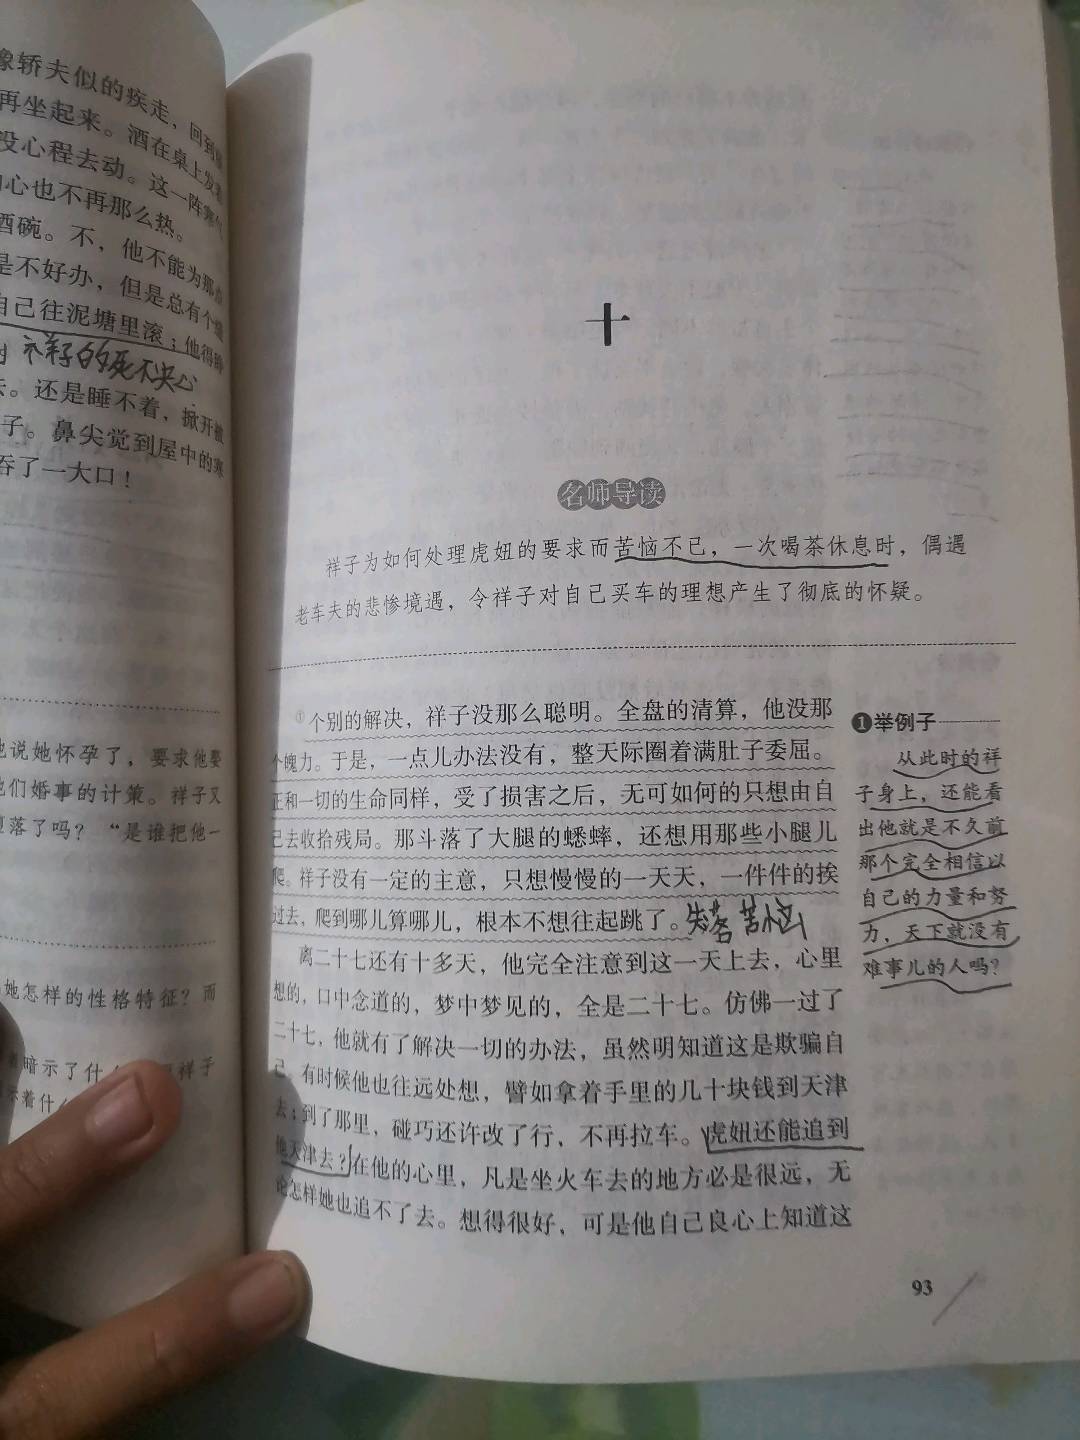 像轿夫似的疾走，回到
再坐起来。酒在桌上发
没心程去动。这一阵寒
心也不再那么热。
酒碗。不，他不能为那
是不好办，但是总有个
自己往泥塘里滚；他得
祥子的死不决心
去。还是睡不着，掀开被
子。鼻尖觉到屋中的寒
吞了一大口！
他说她怀孕了，要求他娶
他们婚事的计策。祥子又
堕落了吗？“是谁把他一
她怎样的性格特征？而
暗示了什
祥子
示着什
十
名师导读
祥子为如何处理虎妞的要求而苦恼不已，一次喝茶休息时，偶遇
老车夫的悲惨境遇，令祥子对自己买车的理想产生了彻底的怀疑。
①个别的解决，祥子没那么聪明。全盘的清算，他没那
个魄力。于是，一点儿办法没有，整天际圈着满肚子委屈。
正和一切的生命同样，受了损害之后，无可如何的只想由自
己去收拾残局。那斗落了大腿的蟋蟀，还想用那些小腿儿
爬。祥子没有一定的主意，只想慢慢的一天天，一件件的挨
过去，爬到哪儿算哪儿，根本不想往起跳了。失落 苦恼
离二十七还有十多天，他完全注意到这一天上去，心里
想的，口中念道的，梦中梦见的，全是二十七。仿佛一过了
二十七，他就有了解决一切的办法，虽然明知道这是欺骗自
己。有时候他也往远处想，譬如拿着手里的几十块钱到天津
去；到了那里，碰巧还许改了行，不再拉车。虎妞还能追到
他天津去？在他的心里，凡是坐火车去的地方必是很远，无
论怎样她也追不了去。想得很好，可是他自己良心上知道这
❶举例子
从此时的祥
子身上，还能看
出他就是不久前
那个完全相信以
自己的力量和努
力，天下就没有
难事儿的人吗？
93